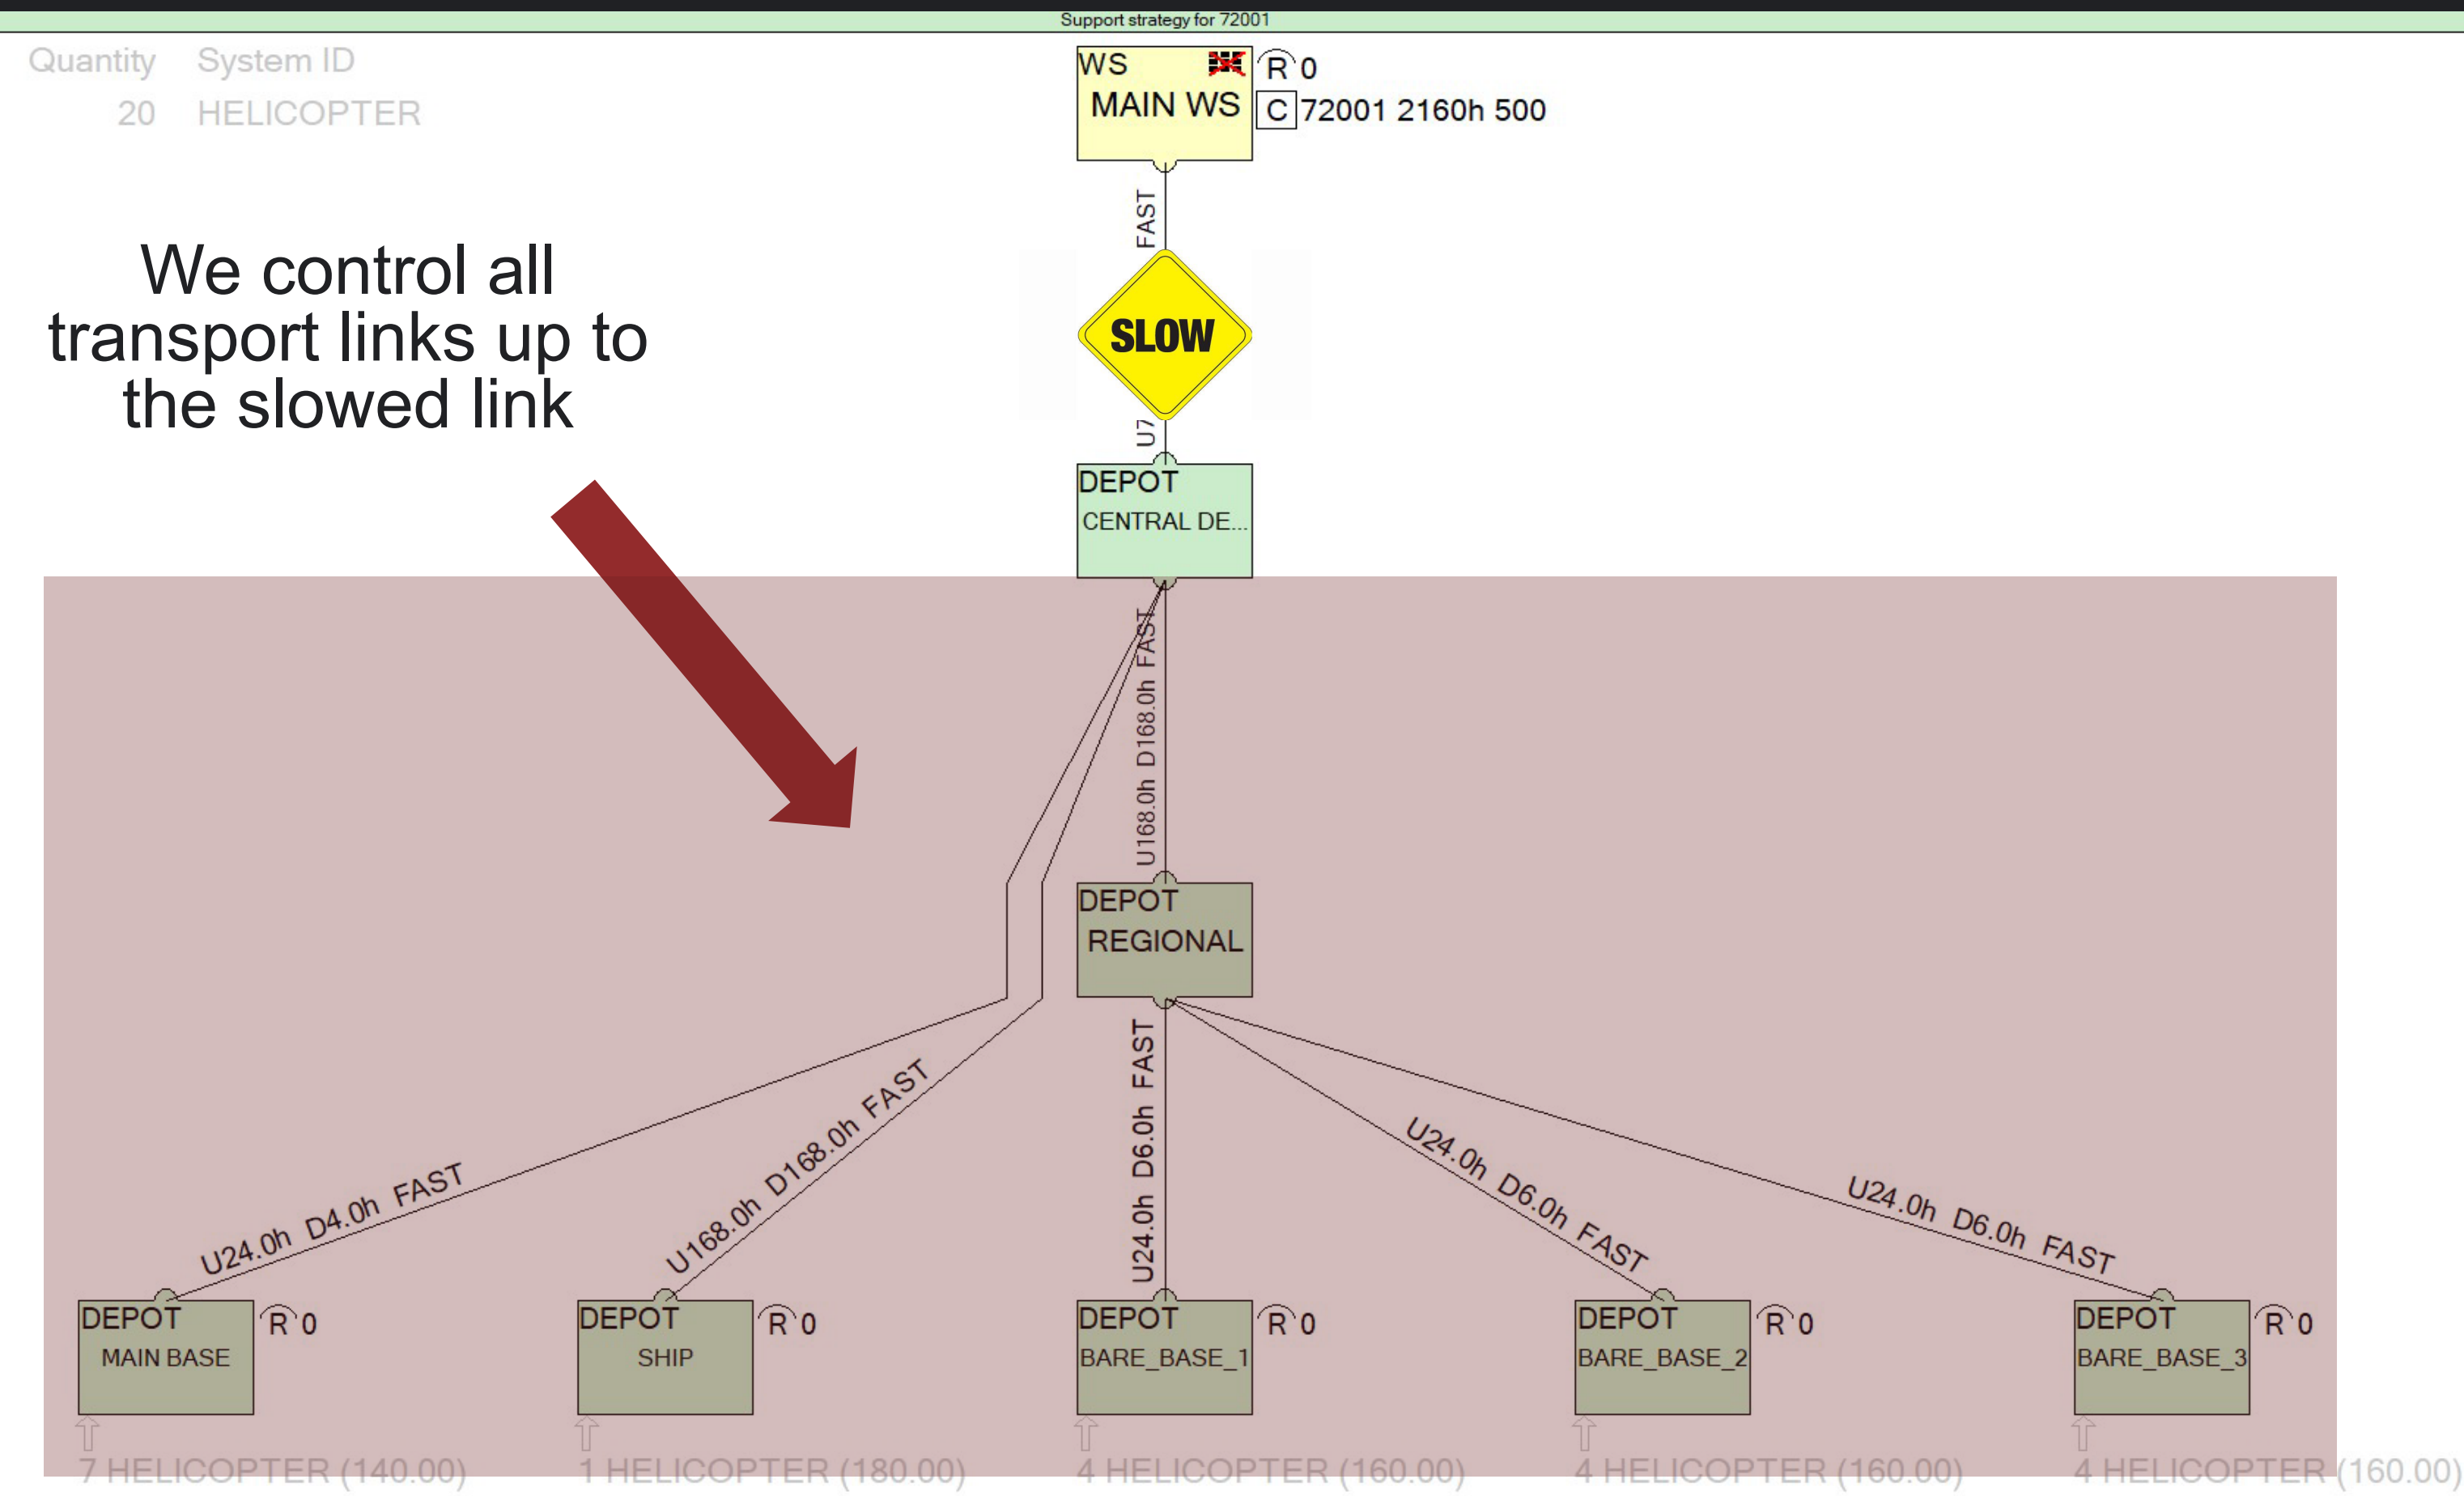 Support strategy for 72001
Quantity System ID
20 HELICOPTER
WS
MAIN WS
R 0
C 72001 2160h 500
FAST
SLOW
U7
We control all
transport links up to
the slowed link
DEPOT
CENTRAL DE...
U168.0h D168.0h FAST
DEPOT
REGIONAL
U24.0h D4.0h FAST
U168.0h D168.0h FAST
U24.0h D6.0h FAST
U24.0h D6.0h FAST
U24.0h D6.0h FAST
DEPOT
MAIN BASE
R 0
DEPOT
SHIP
R 0
DEPOT
BARE_BASE_1
R 0
DEPOT
BARE_BASE_2
R 0
DEPOT
BARE_BASE_3
R 0
7 HELICOPTER (140.00)
1 HELICOPTER (180.00)
4 HELICOPTER (160.00)
4 HELICOPTER (160.00)
4 HELICOPTER (160.00)